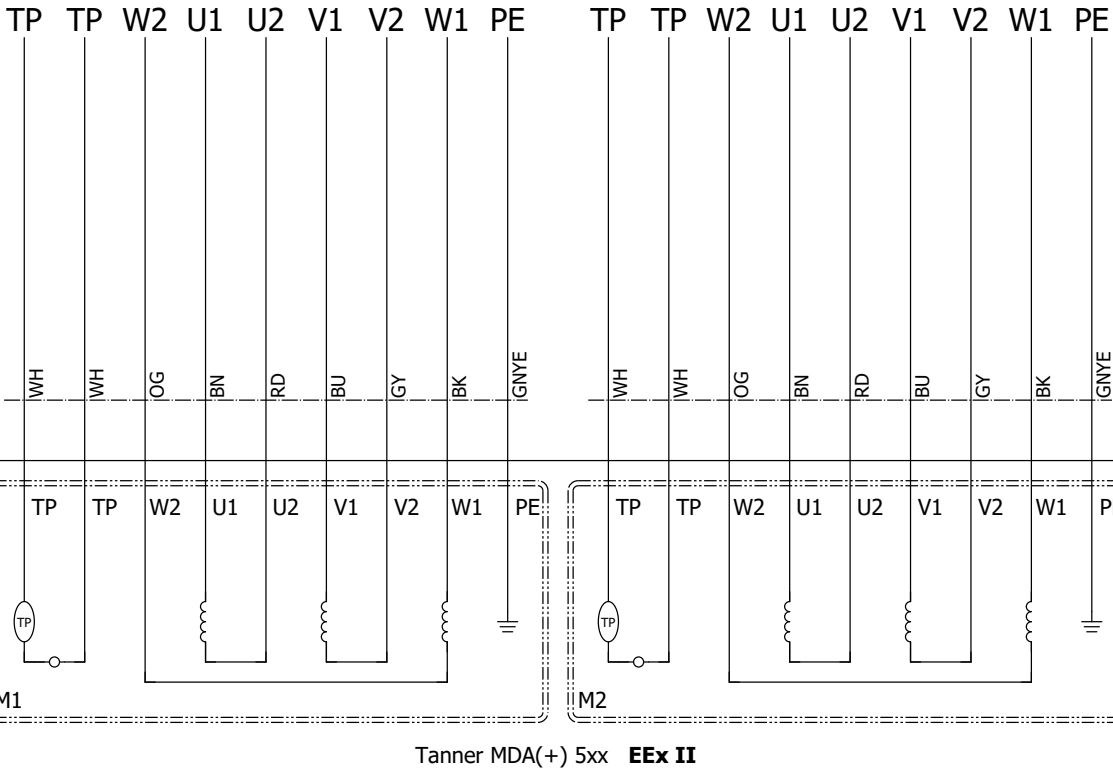 TP TP W2 U1 U2 V1 V2 W1 PE TP TP W2 U1 U2 V1 V2 W1 PE
WH WH OG BN RD BU GY BK GNYE WH WH OG BN RD BU GY BK GNYE
TP TP W2 U1 U2 V1 V2 W1 PE TP TP W2 U1 U2 V1 V2 W1 P
TP TP
M1 M2
Tanner MDA(+) 5xx EEx II